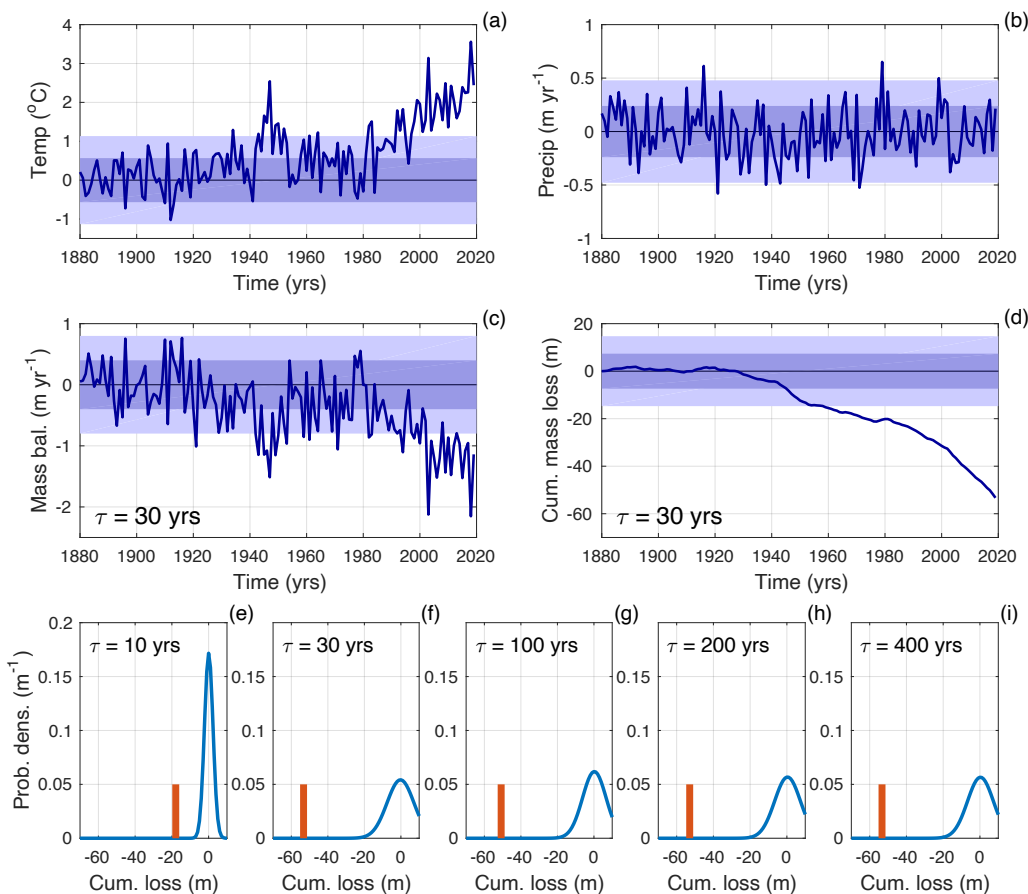 (a)
4
3
2
1
0
-1
Temp (°C)
1880 1900 1920 1940 1960 1980 2000 2020
Time (yrs)
(b)
1
0.5
0
-0.5
-1
Precip (m yr-1)
1880 1900 1920 1940 1960 1980 2000 2020
Time (yrs)
(c)
1
0
-1
-2
Mass bal. (m yr-1)
τ = 30 yrs
1880 1900 1920 1940 1960 1980 2000 2020
Time (yrs)
(d)
20
0
-20
-40
-60
Cum. mass loss (m)
τ = 30 yrs
1880 1900 1920 1940 1960 1980 2000 2020
Time (yrs)
(e)
0.2
0.15
0.1
0.05
0
Prob. dens. (m-1)
τ = 10 yrs
-60 -40 -20 0
Cum. loss (m)
(f)
0.2
0.15
0.1
0.05
0
τ = 30 yrs
-60 -40 -20 0
Cum. loss (m)
(g)
0.2
0.15
0.1
0.05
0
τ = 100 yrs
-60 -40 -20 0
Cum. loss (m)
(h)
0.2
0.15
0.1
0.05
0
τ = 200 yrs
-60 -40 -20 0
Cum. loss (m)
(i)
0.2
0.15
0.1
0.05
0
τ = 400 yrs
-60 -40 -20 0
Cum. loss (m)